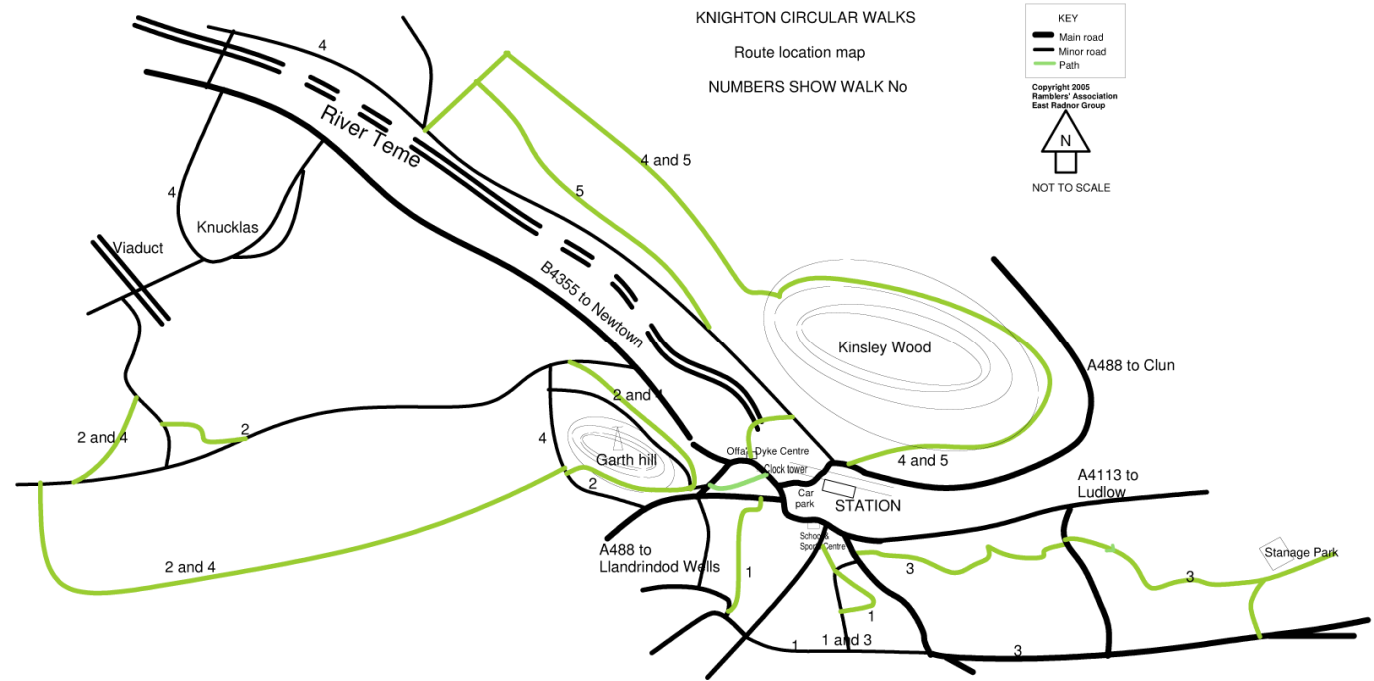 KNIGHTON CIRCULAR WALKS
Route location map
NUMBERS SHOW WALK No
KEY
Main road
Minor road
Path
Copyright 2005
Ramblers' Association
East Radnor Group
N
NOT TO SCALE
4
River Teme
4 and 5
5
4
Knucklas
Viaduct
B4355 to Newtown
Kinsley Wood
A488 to Clun
2 and 4
2 and 4
2
4
Garth hill
2
Offa's Dyke Centre
Clock tower
4 and 5
Car
park
STATION
A4113 to
Ludlow
A488 to
Llandrindod Wells
School &
Sports Centre
2 and 4
1
3
3
Stanage Park
1
1
1 and 3
3